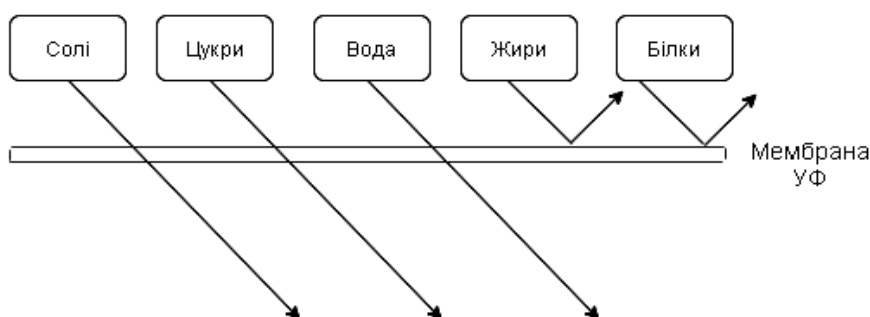 Солі
Цукри
Вода
Жири
Білки
Мембрана
УФ